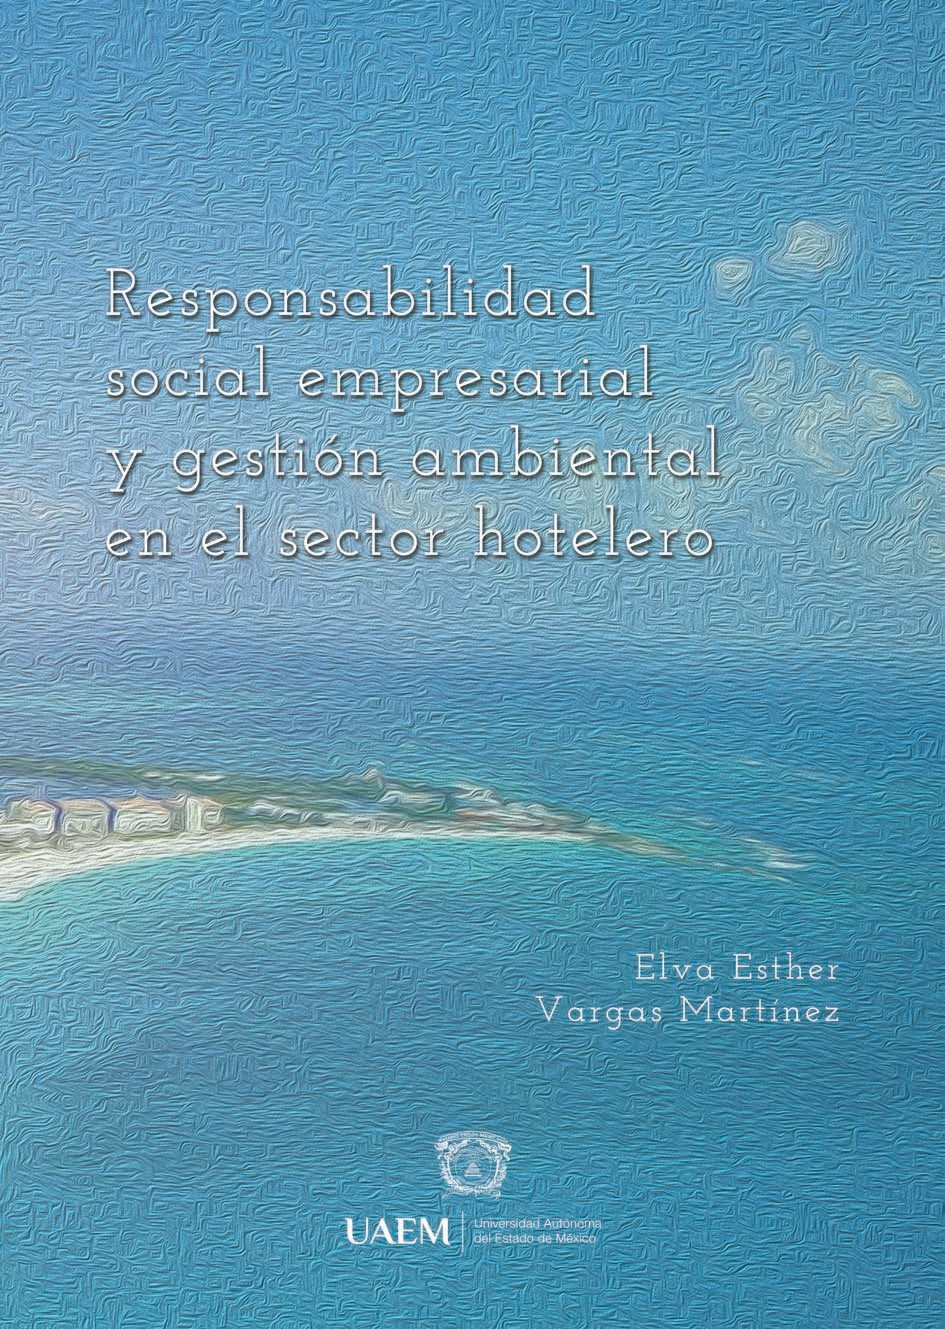 Responsabilidad
social empresarial
y gestión ambiental
en el sector hotelero
Elva Esther
Vargas Martínez
UAEM
Universidad Autónoma
del Estado de México